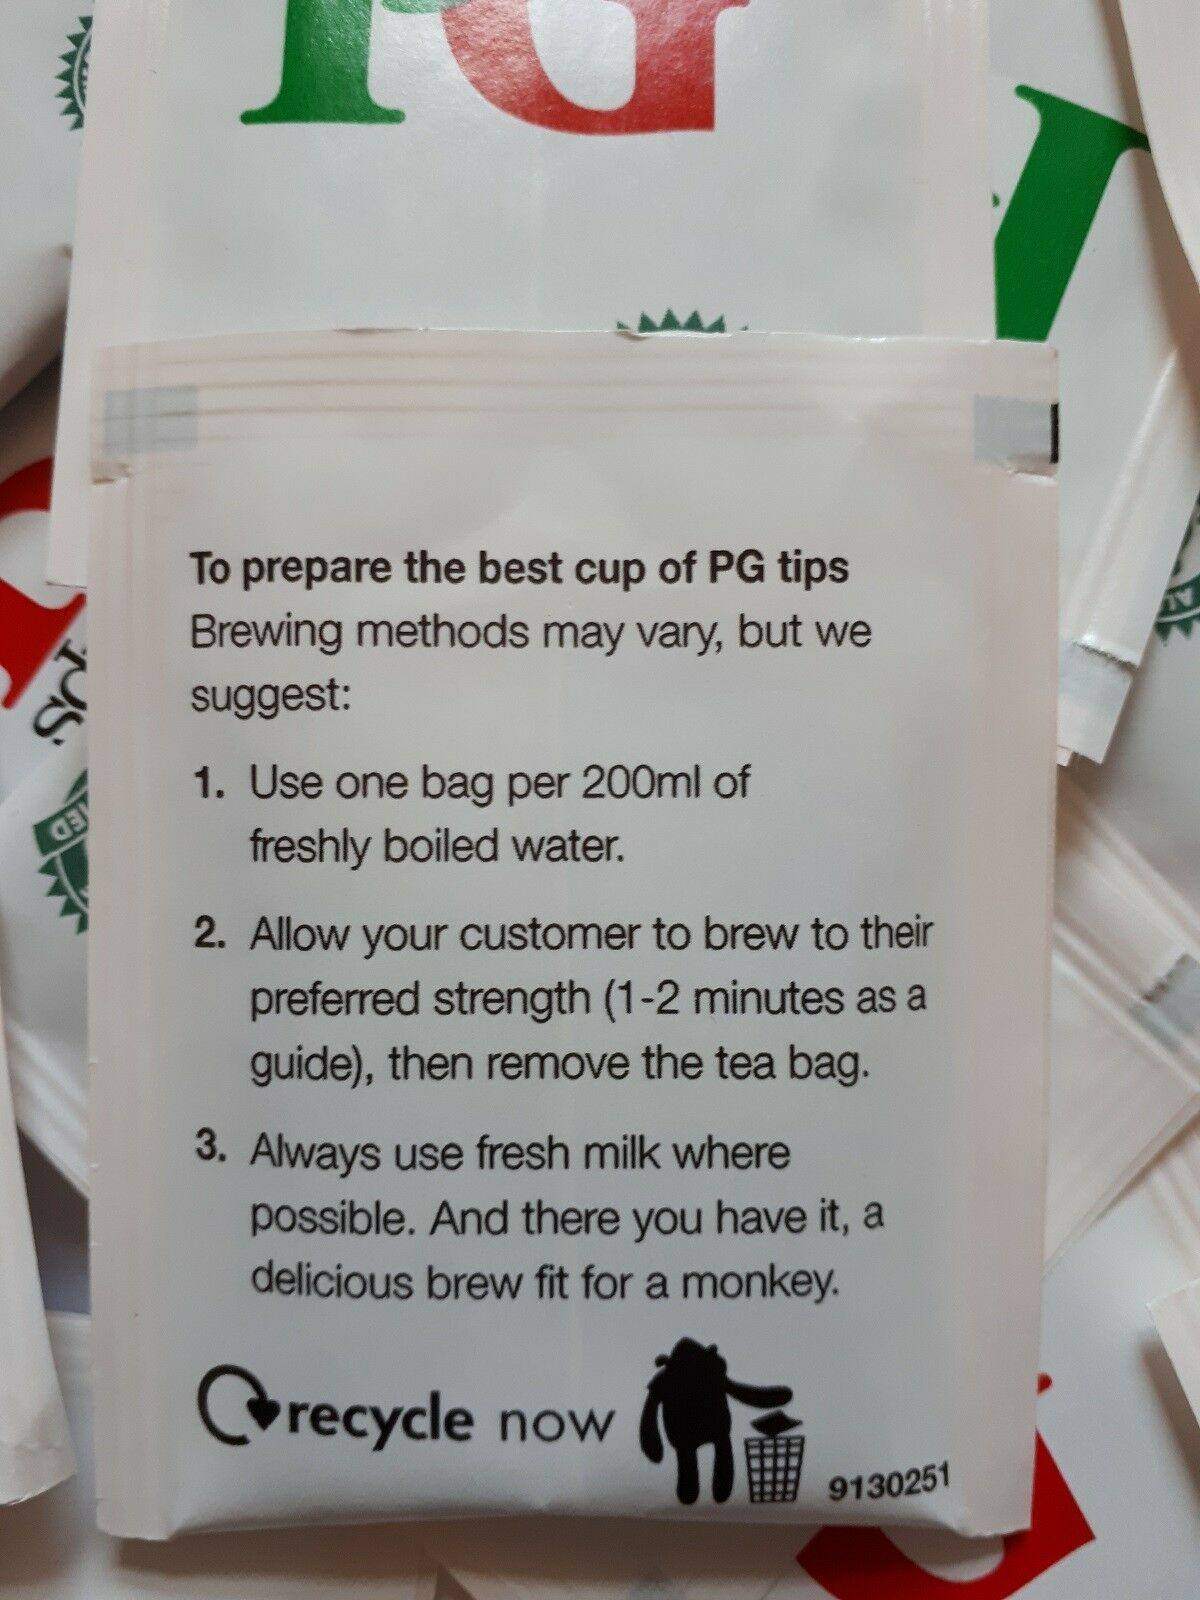 PG
To prepare the best cup of PG tips
Brewing methods may vary, but we
suggest:
1. Use one bag per 200ml of
freshly boiled water.
2. Allow your customer to brew to their
preferred strength (1-2 minutes as a
guide), then remove the tea bag.
3. Always use fresh milk where
possible. And there you have it, a
delicious brew fit for a monkey.
recycle now
9130251